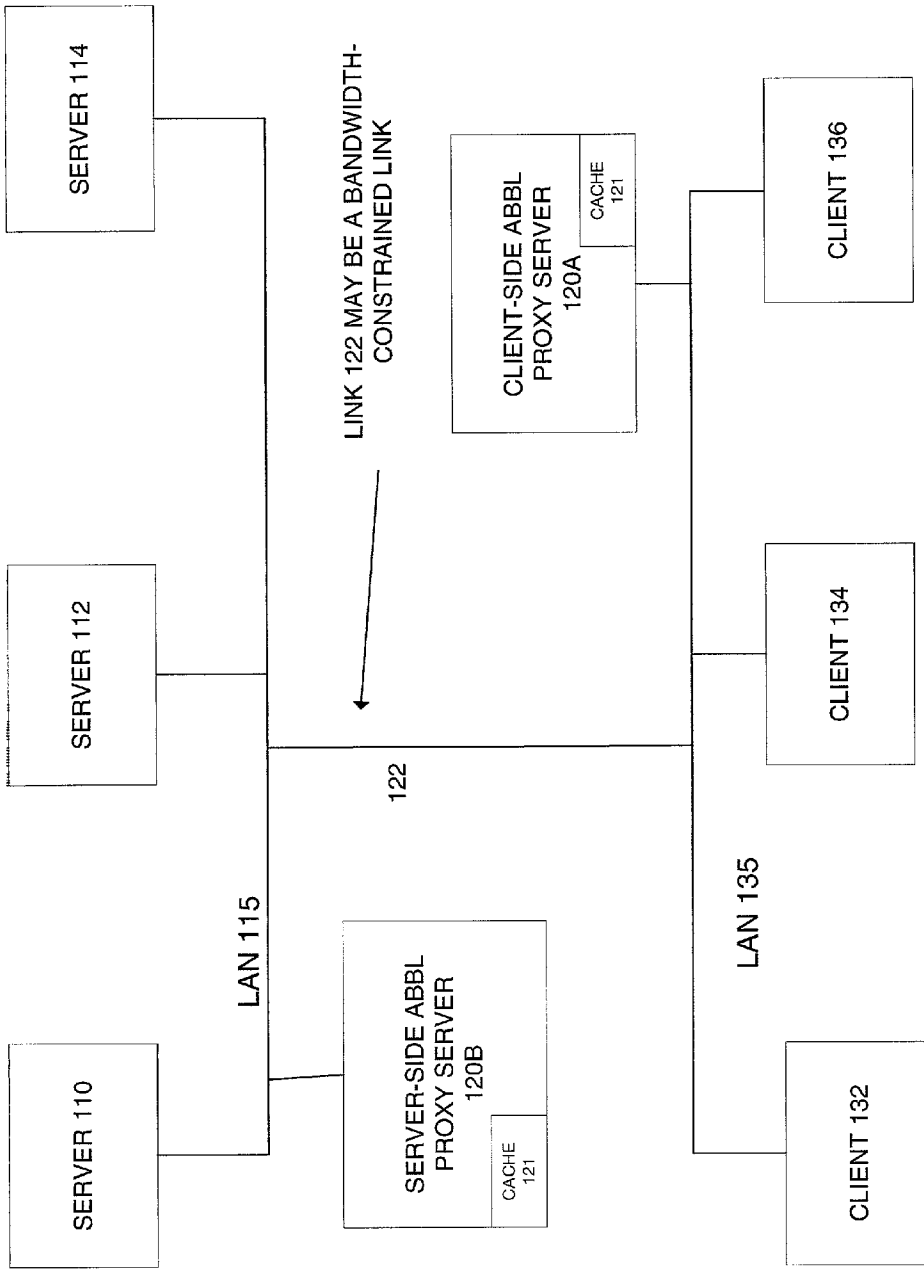 SERVER 110
SERVER 112
SERVER 114
LAN 115
LINK 122 MAY BE A BANDWIDTH-
CONSTRAINED LINK
122
SERVER-SIDE ABBL
PROXY SERVER
120B
CACHE
121
CLIENT-SIDE ABBL
PROXY SERVER
120A
CACHE
121
LAN 135
CLIENT 132
CLIENT 134
CLIENT 136